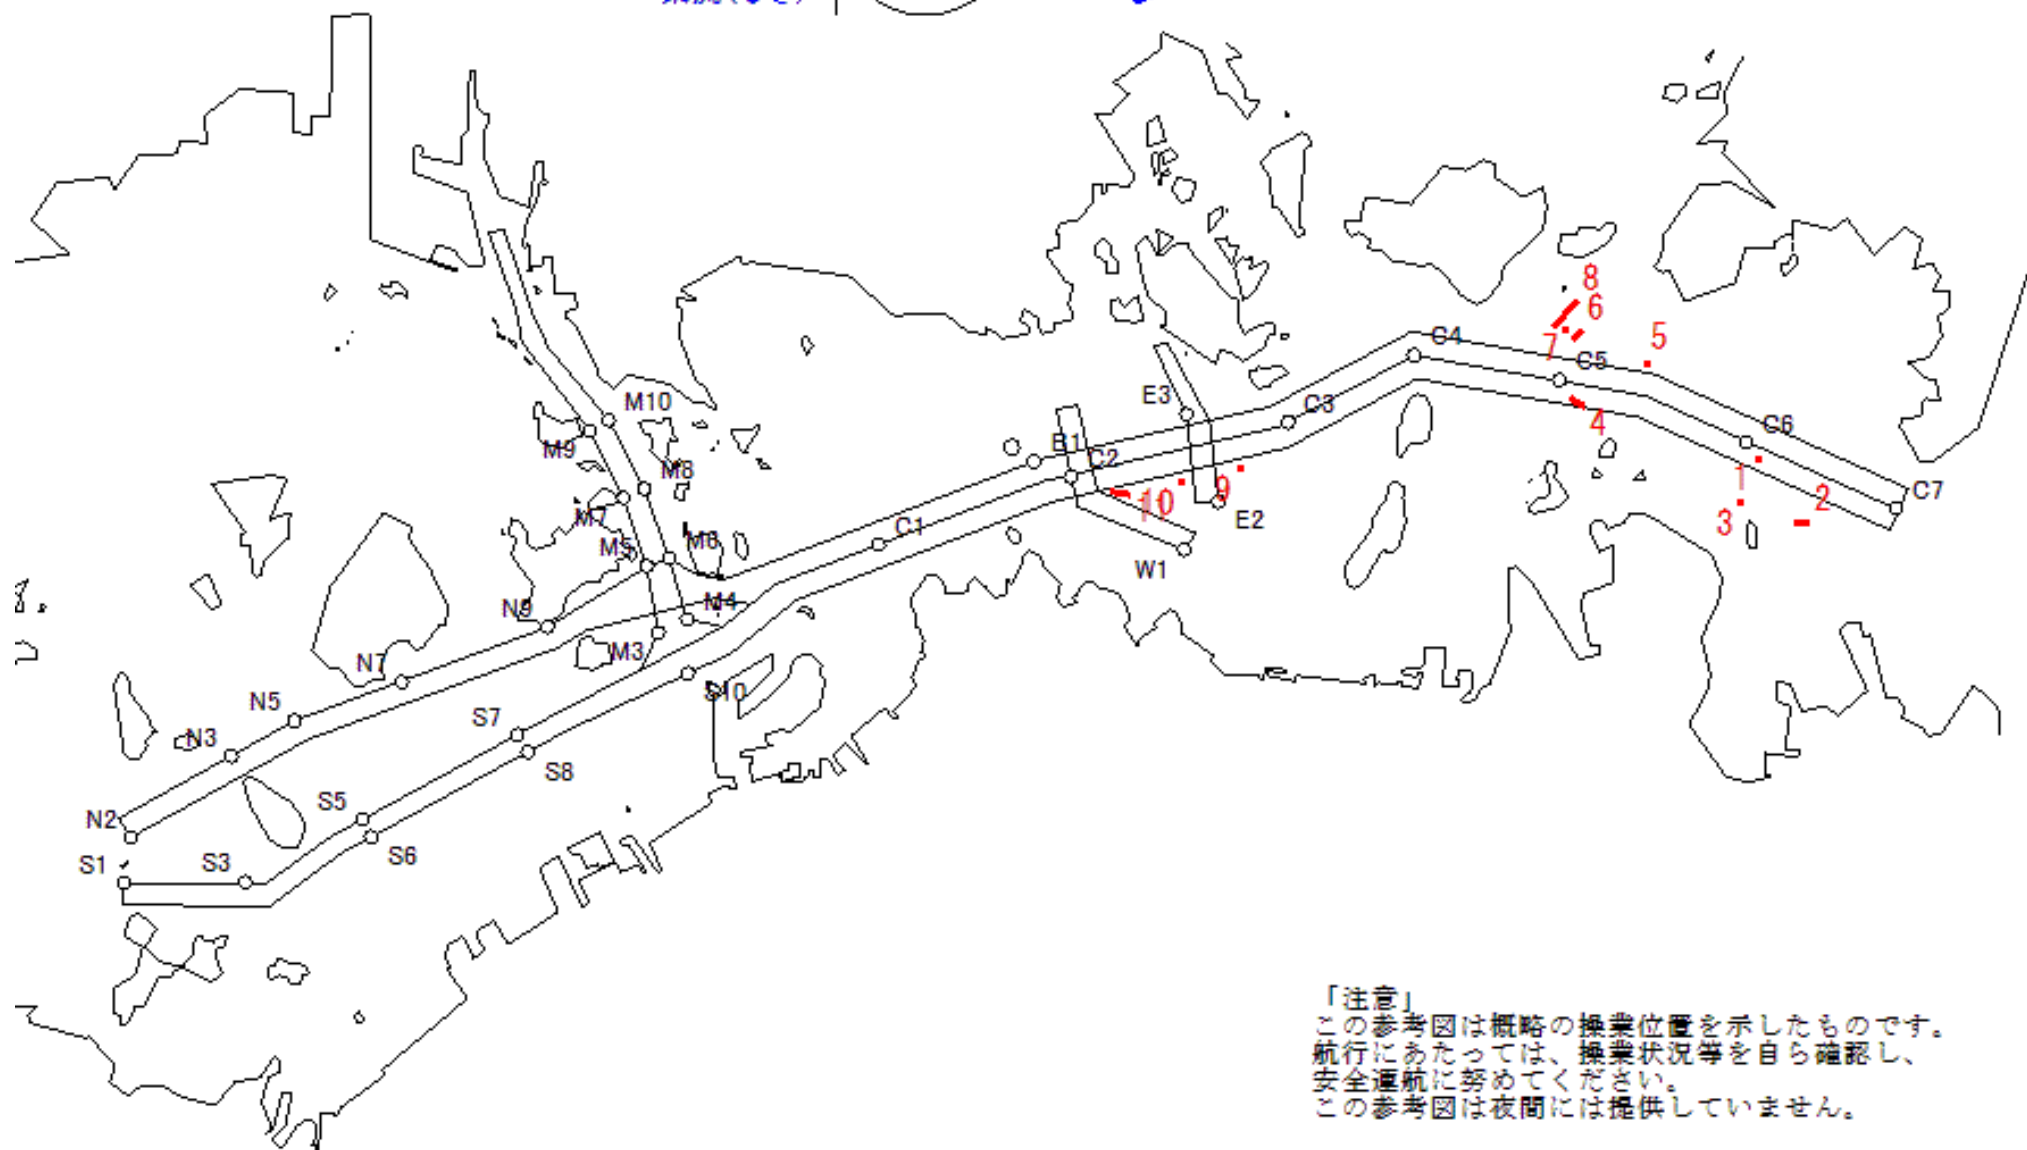 8
6
7
5
C4
C5
4
C6
1
2
3
C7
E3
C3
B1
C2
9
10
11
E2
W1
M10
M9
M8
M7
M6
M5
C1
M4
N9
M3
N7
S10
N5
S7
N3
S8
S5
N2
S6
S1
S3
「注意」
この参考図は概略の操業位置を示したものです。
航行にあたっては、操業状況等を自ら確認し、
安全運航に努めてください。
この参考図は夜間には提供していません。